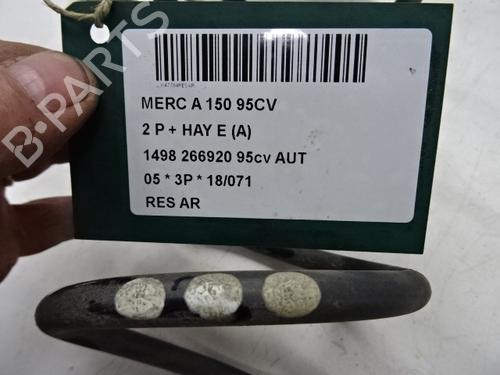 B-PARTS
MERC A 150 95CV
2 P + HAY E (A)
1498 266920 95cv AUT
05 * 3P * 18/071
RES AR